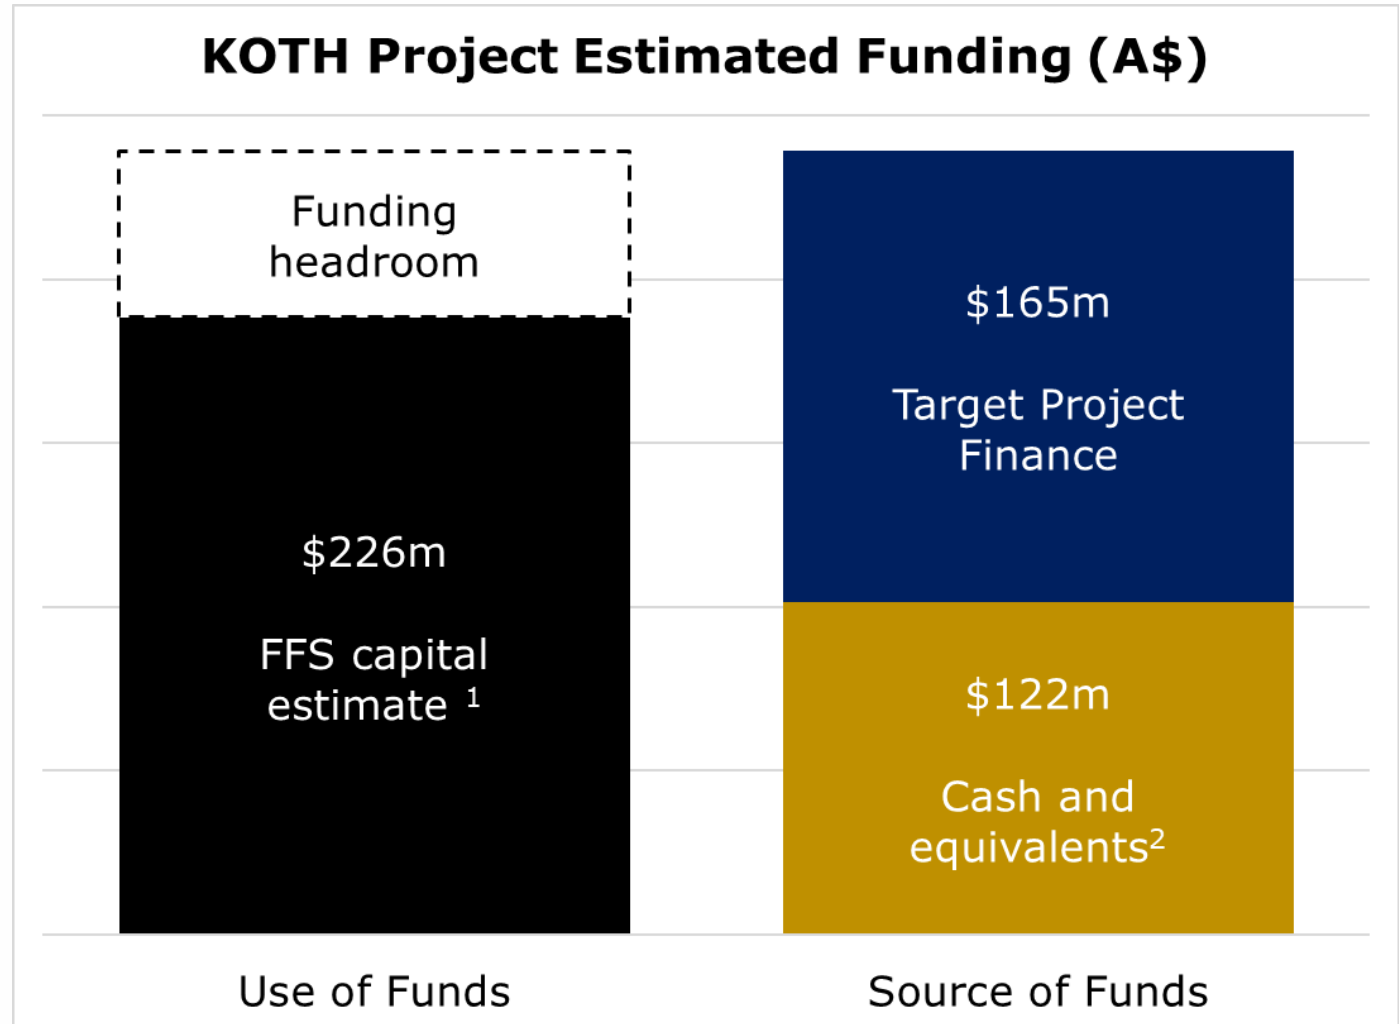 KOTH Project Estimated Funding (A$)
Funding
headroom
$226m
FFS capital
estimate ¹
$165m
Target Project
Finance
$122m
Cash and
equivalents²
Use of Funds
Source of Funds